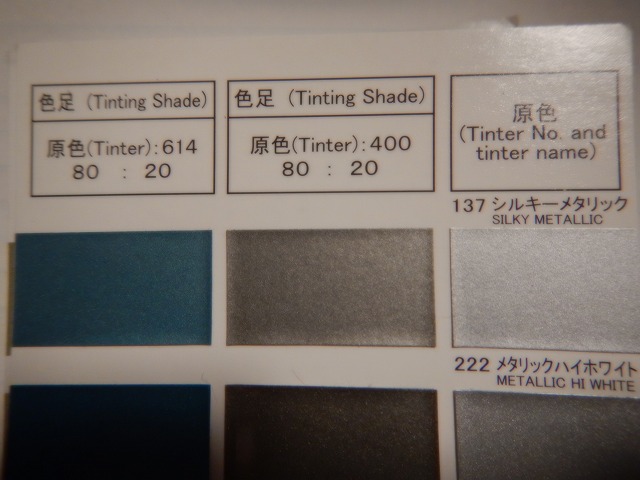 色足 (Tinting Shade)
原色(Tinter):614
80 : 20
色足 (Tinting Shade)
原色(Tinter):400
80 : 20
原色
(Tinter No. and
tinter name)
137 シルキーメタリック
SILKY METALLIC
222 メタリックハイホワイト
METALLIC HI WHITE